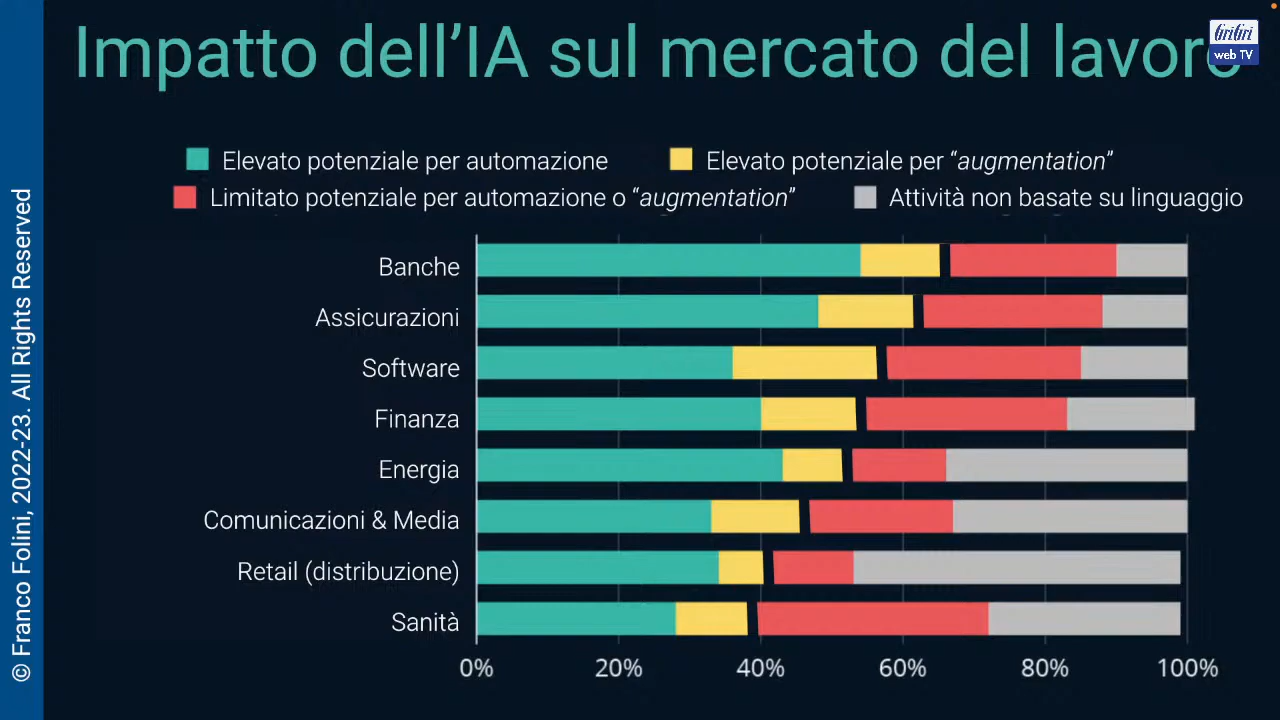 Impatto dell’IA sul mercato del lavoro
GriGri
web TV
Elevato potenziale per automazione
Elevato potenziale per “augmentation”
Limitato potenziale per automazione o “augmentation”
Attività non basate su linguaggio
Banche
Assicurazioni
Software
Finanza
Energia
Comunicazioni & Media
Retail (distribuzione)
Sanità
0% 20% 40% 60% 80% 100%
© Franco Folini, 2022-23. All Rights Reserved